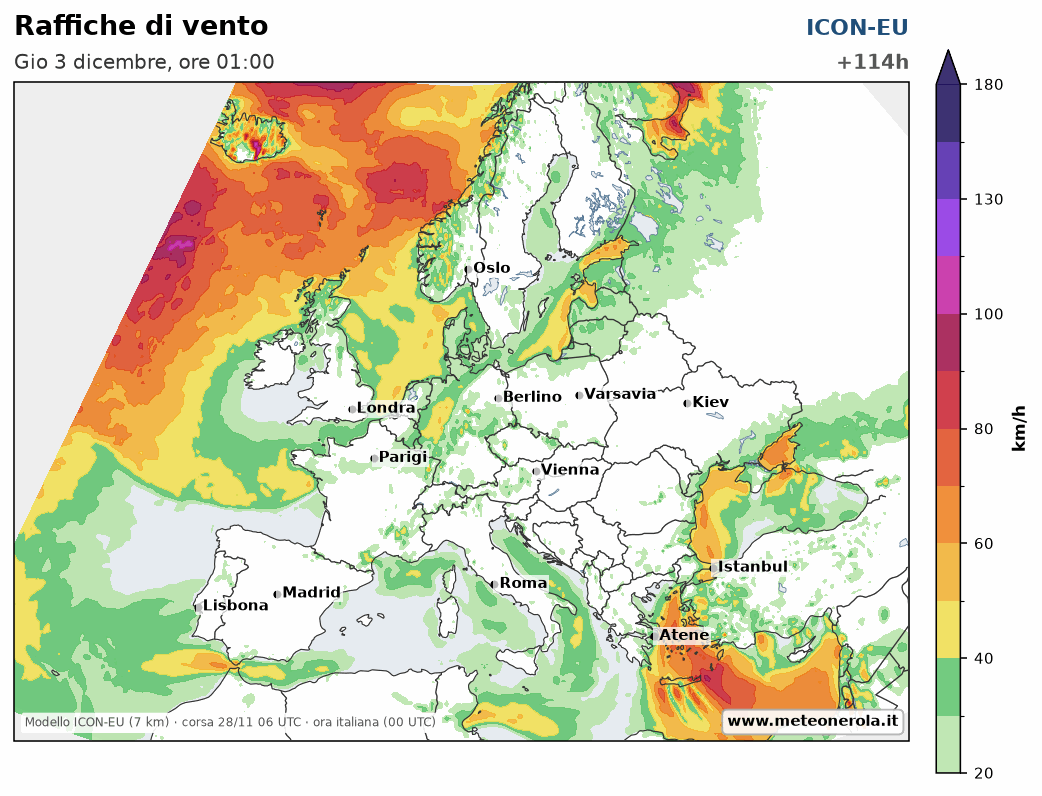 Raffiche di vento
ICON-EU
Gio 3 dicembre, ore 01:00
+114h
180
130
100
80
60
40
20
km/h
Oslo
Berlino
Varsavia
Kiev
Londra
Parigi
Vienna
Istanbul
Roma
Madrid
Lisbona
Atene
Modello ICON-EU (7 km) · corsa 28/11 06 UTC · ora italiana (00 UTC)
www.meteonerola.it